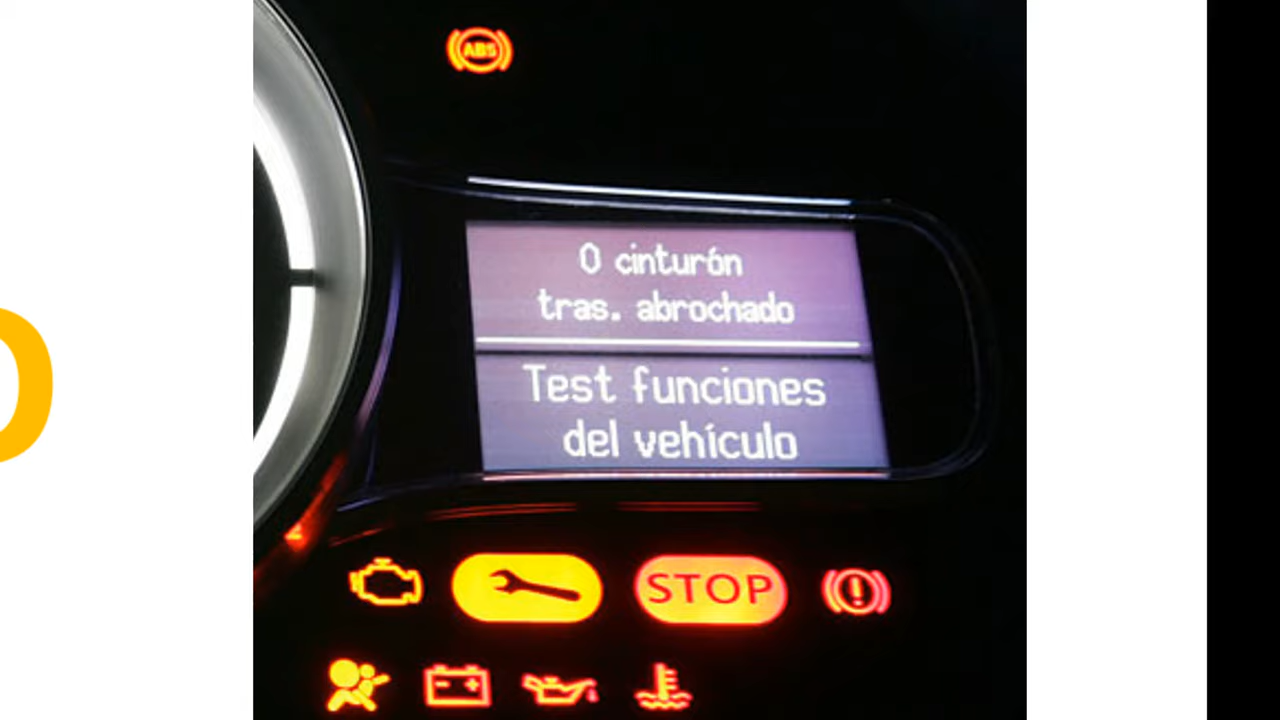 ABS
0 cinturón
tras. abrochado
Test funciones
del vehículo
STOP